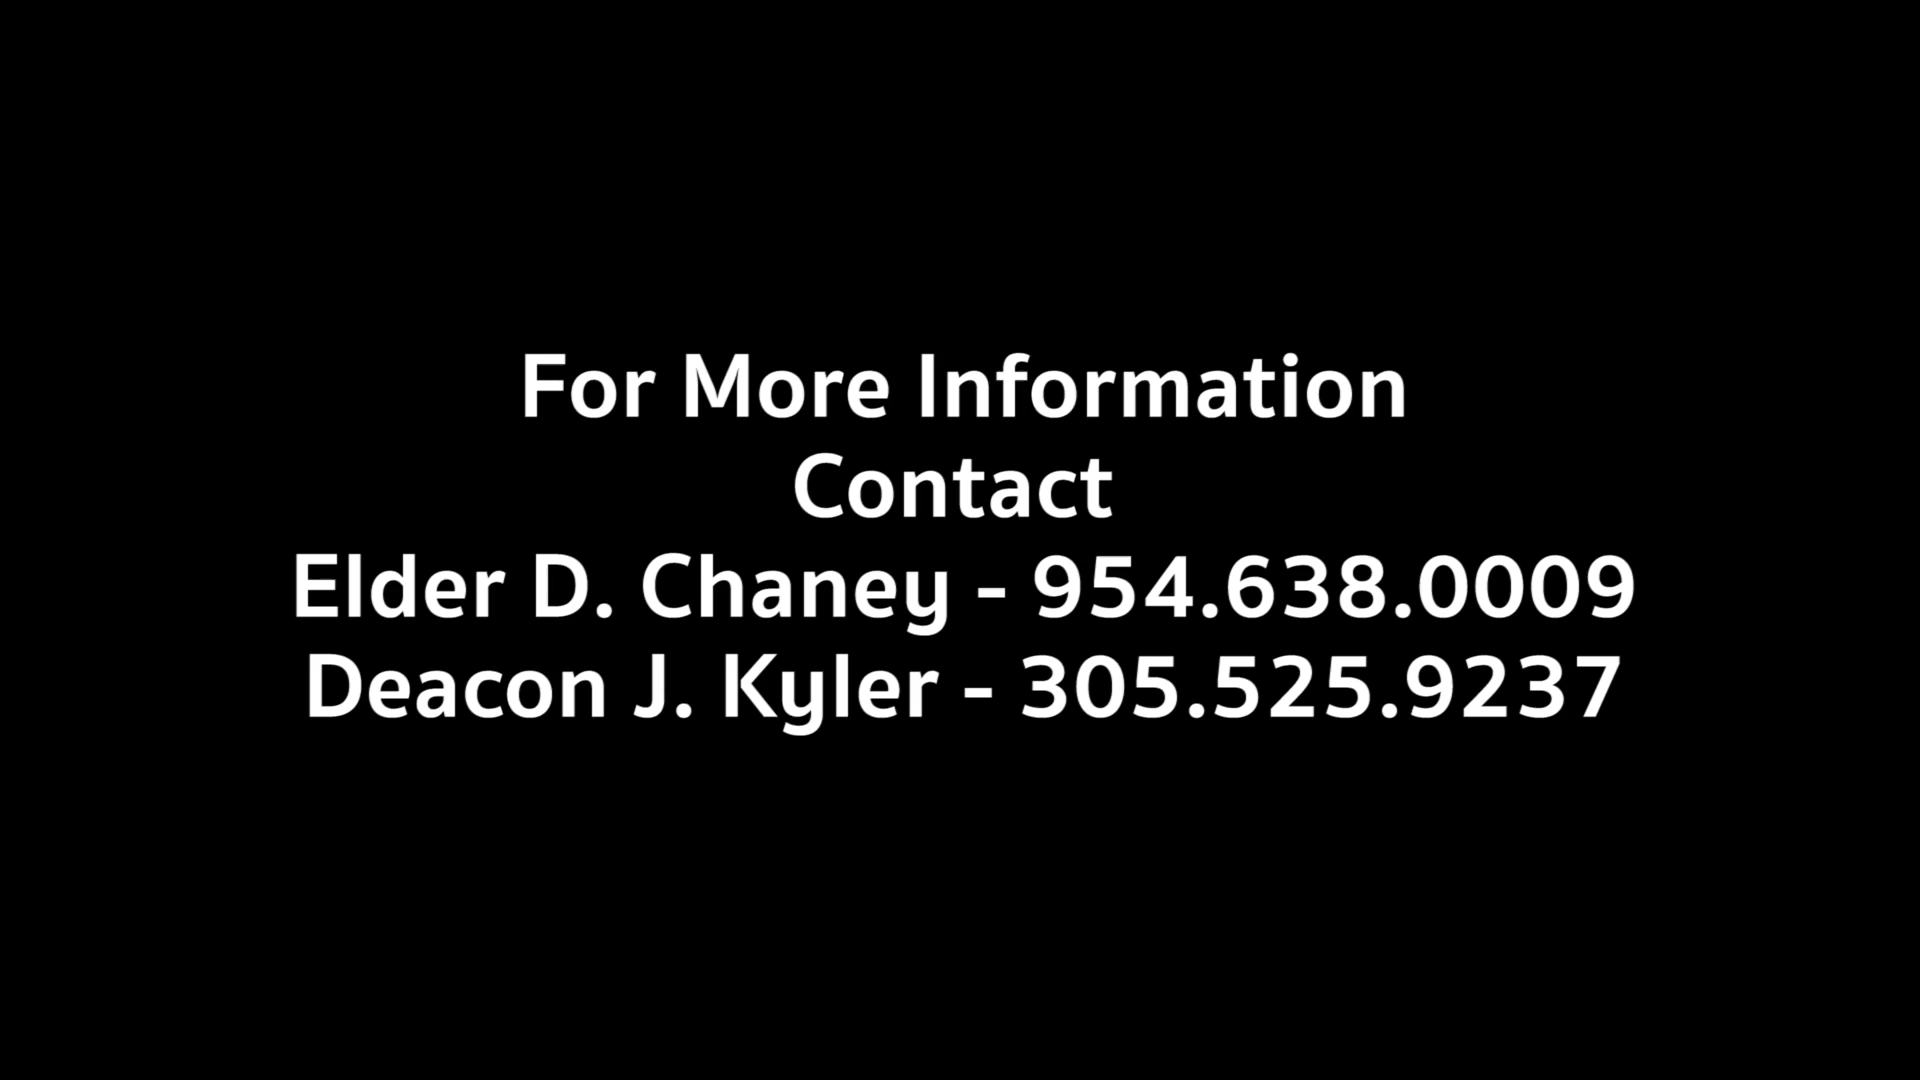 For More Information
Contact
Elder D. Chaney - 954.638.0009
Deacon J. Kyler - 305.525.9237